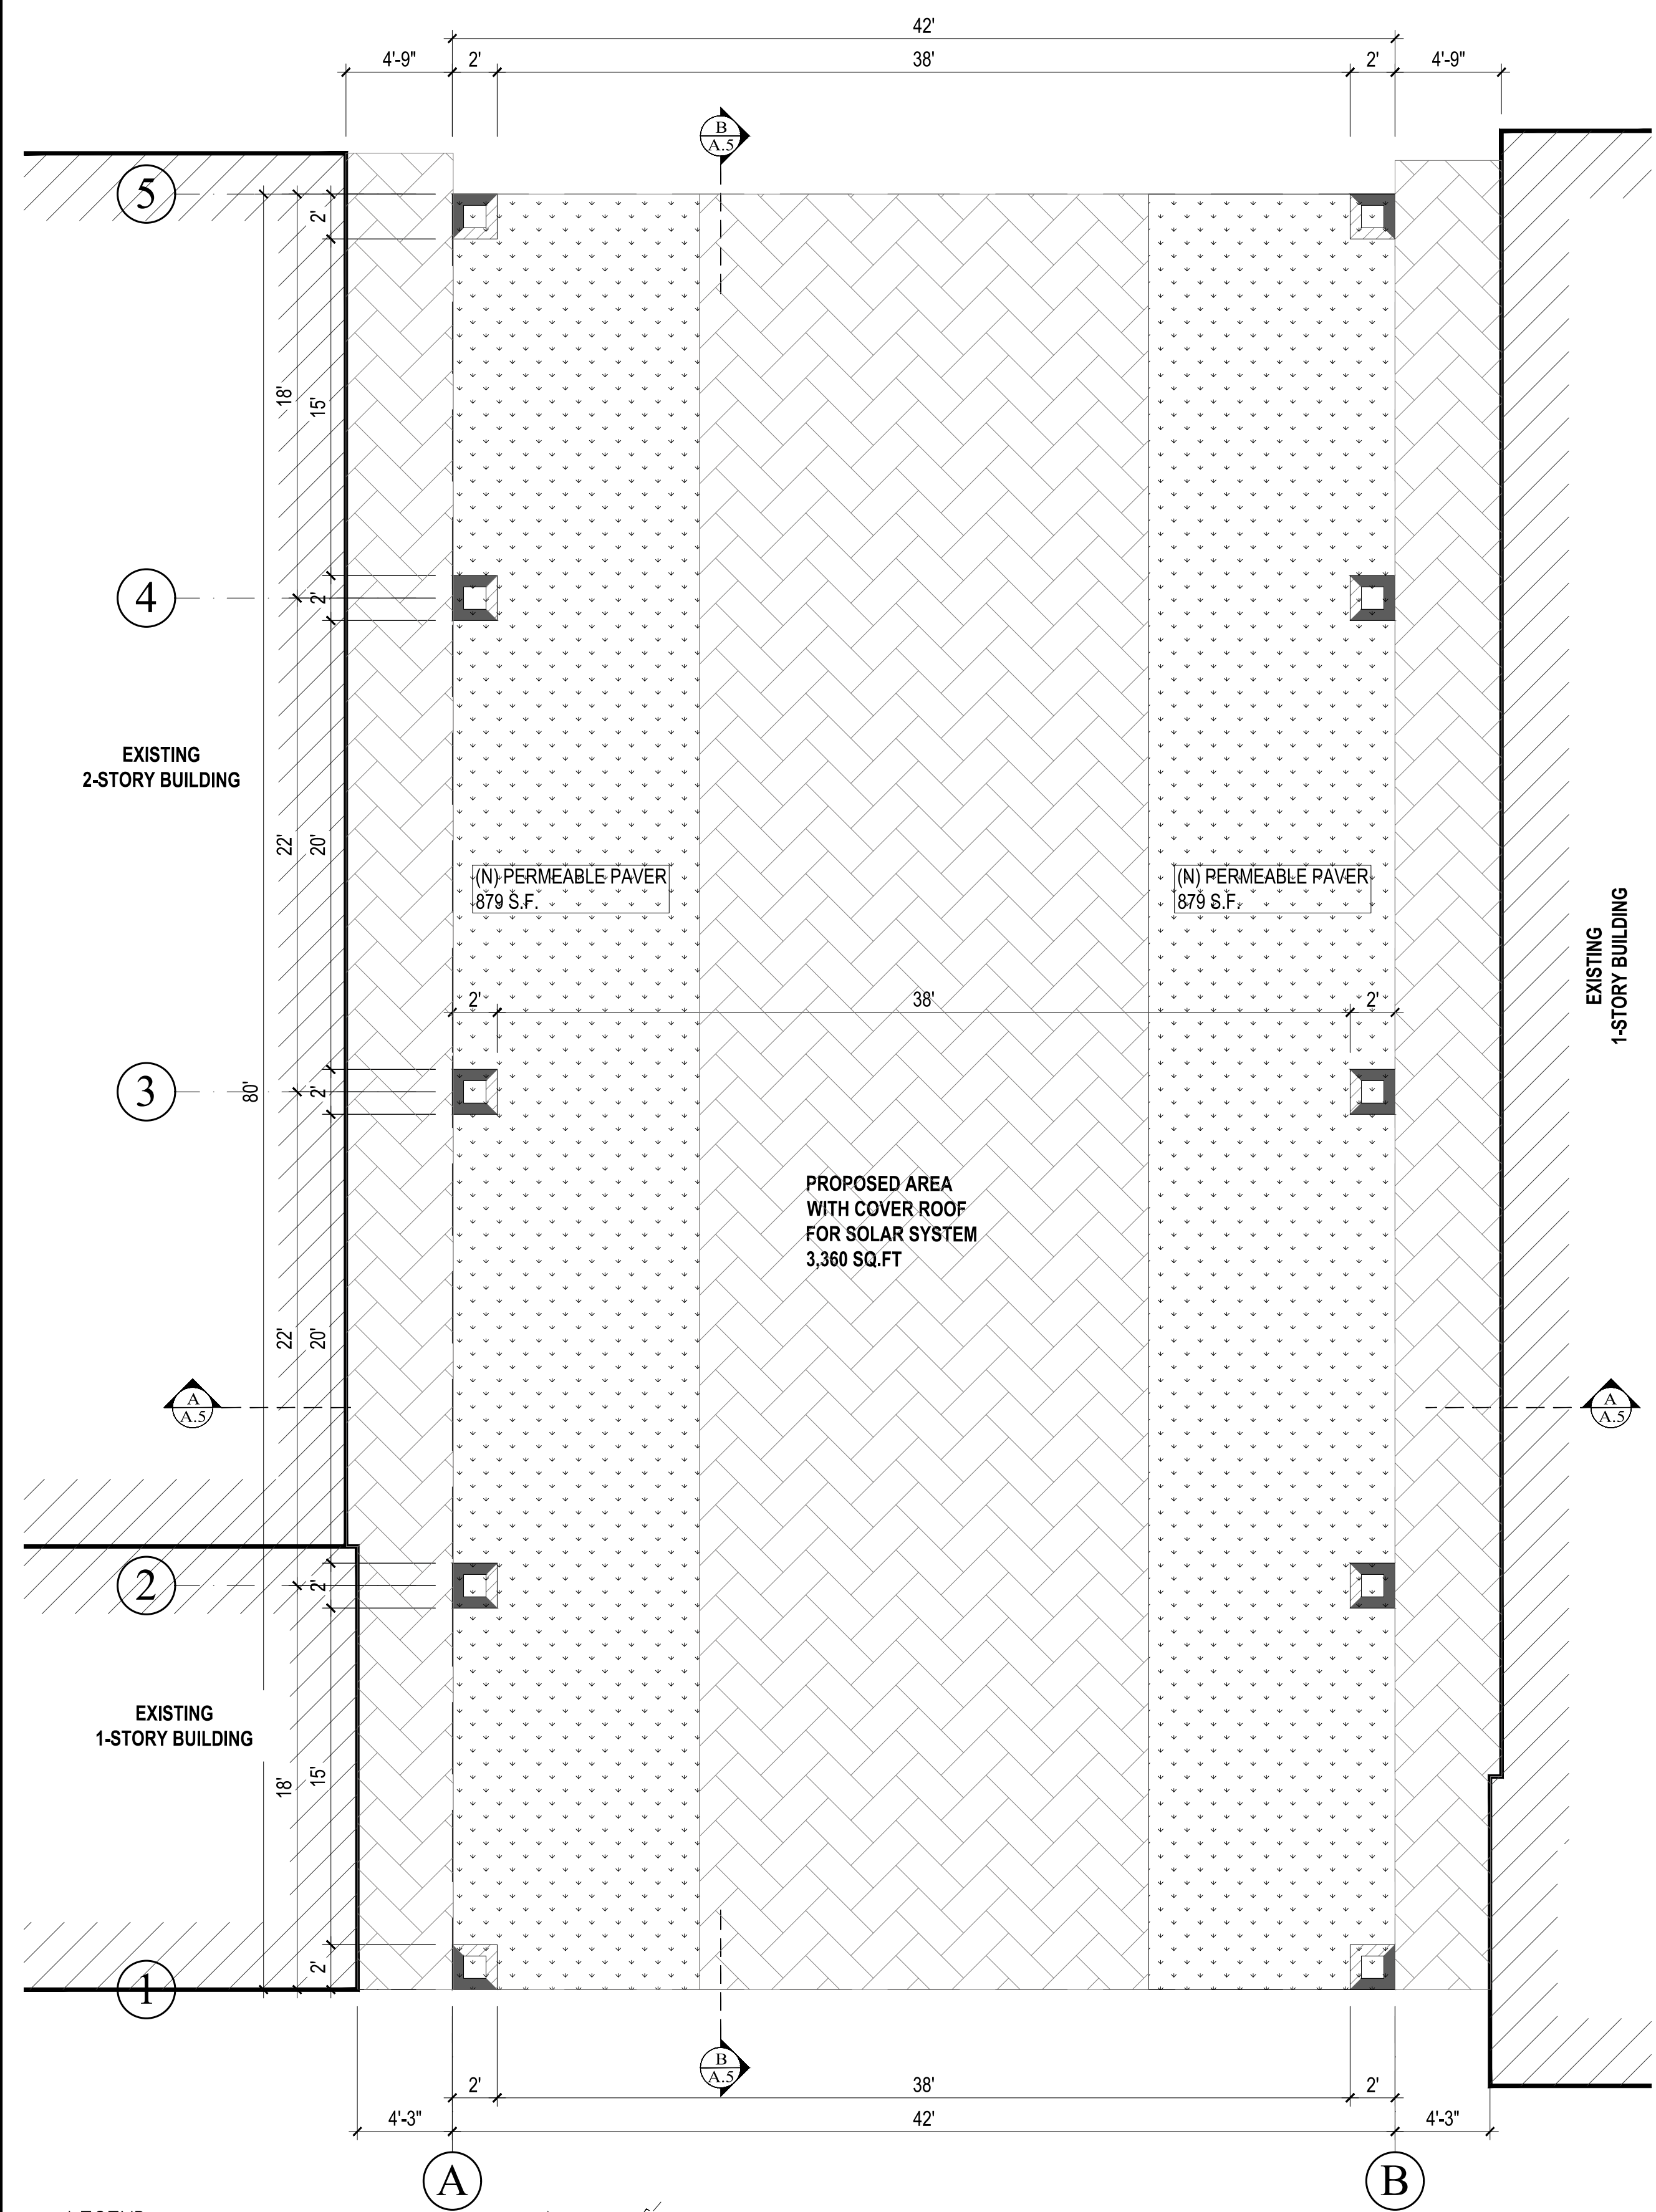 42'
4'-9"
2'
38'
2'
4'-9"
B
A.5
5
2'
18'
15'
4
2'
EXISTING
2-STORY BUILDING
22'
20'
(N) PERMEABLE PAVER
879 S.F.
(N) PERMEABLE PAVER
879 S.F.
EXISTING
1-STORY BUILDING
2'
38'
2'
3
80'
2'
PROPOSED AREA
WITH COVER ROOF
FOR SOLAR SYSTEM
3,360 SQ.FT
22'
20'
A
A.5
A
A.5
2
2'
EXISTING
1-STORY BUILDING
18'
15'
2'
1
B
A.5
2'
38'
2'
4'-3"
42'
4'-3"
A
B